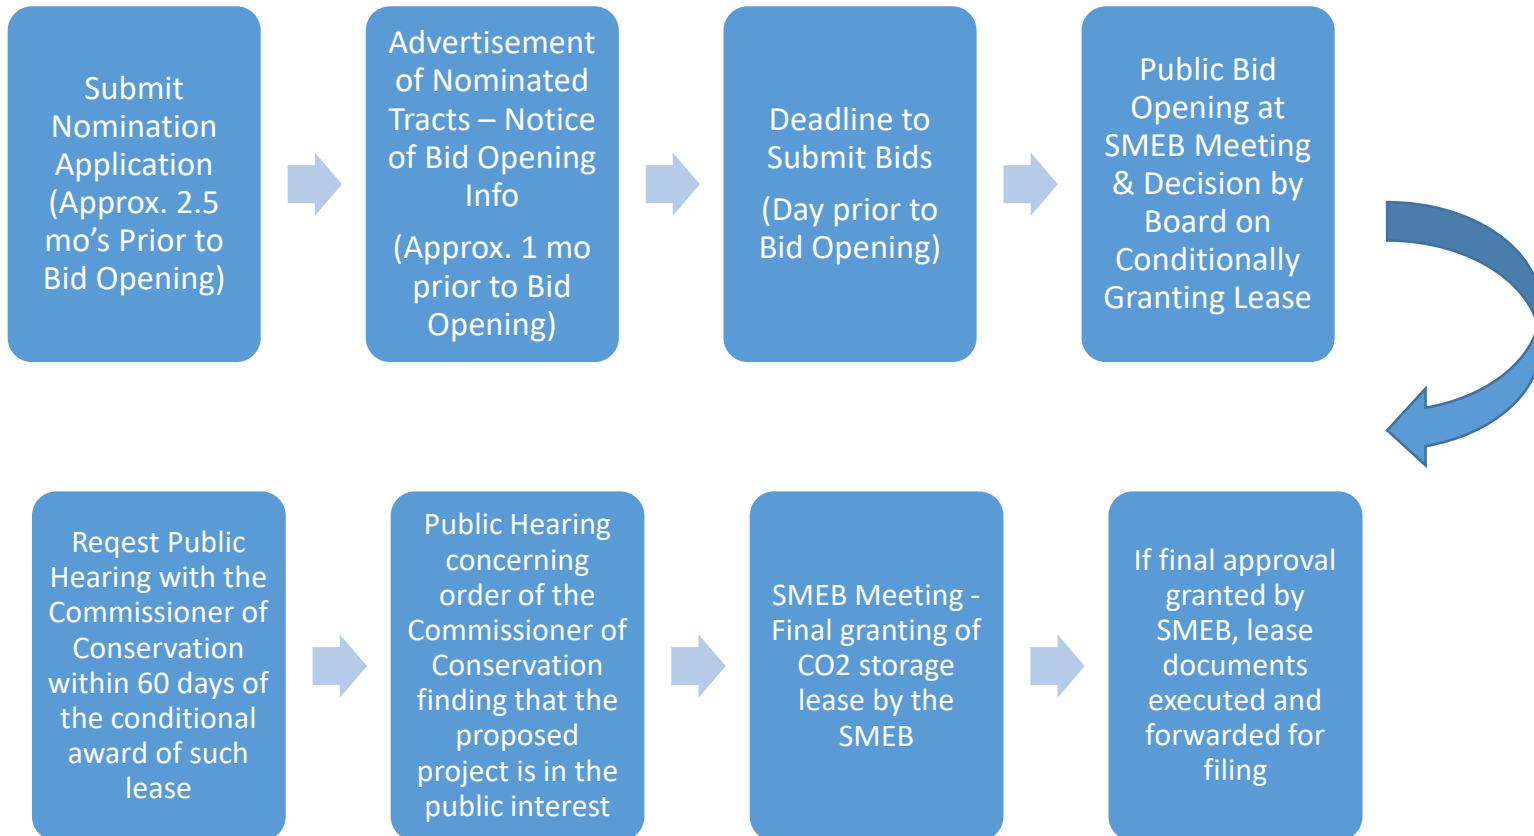 Submit
Nomination
Application
(Approx. 2.5
mo's Prior to
Bid Opening)
Advertisement
of Nominated
Tracts – Notice
of Bid Opening
Info
(Approx. 1 mo
prior to Bid
Opening)
Deadline to
Submit Bids
(Day prior to
Bid Opening)
Public Bid
Opening at
SMEB Meeting
& Decision by
Board on
Conditionally
Granting Lease
Reqest Public
Hearing with the
Commissioner of
Conservation
within 60 days of
the conditional
award of such
lease
Public Hearing
concerning
order of the
Commissioner of
Conservation
finding that the
proposed
project is in the
public interest
SMEB Meeting -
Final granting of
CO2 storage
lease by the
SMEB
If final approval
granted by
SMEB, lease
documents
executed and
forwarded for
filing